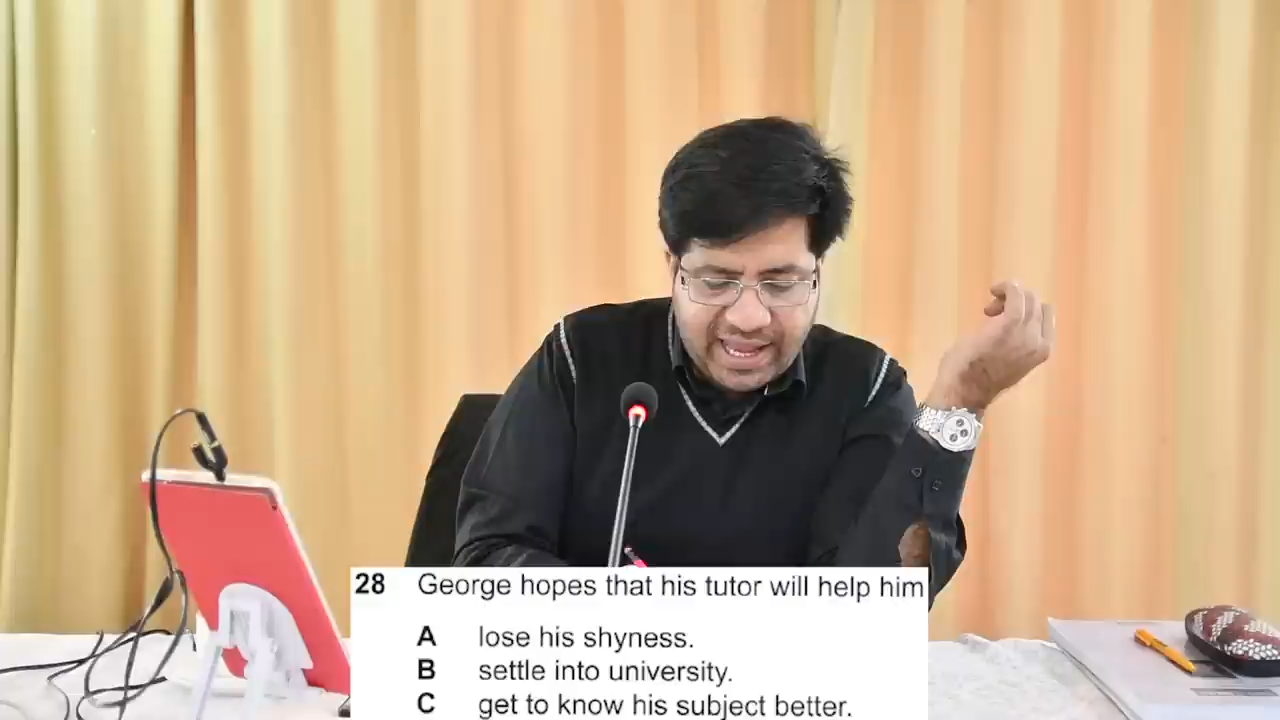 28 George hopes that his tutor will help him
A lose his shyness.
B settle into university.
C get to know his subject better.